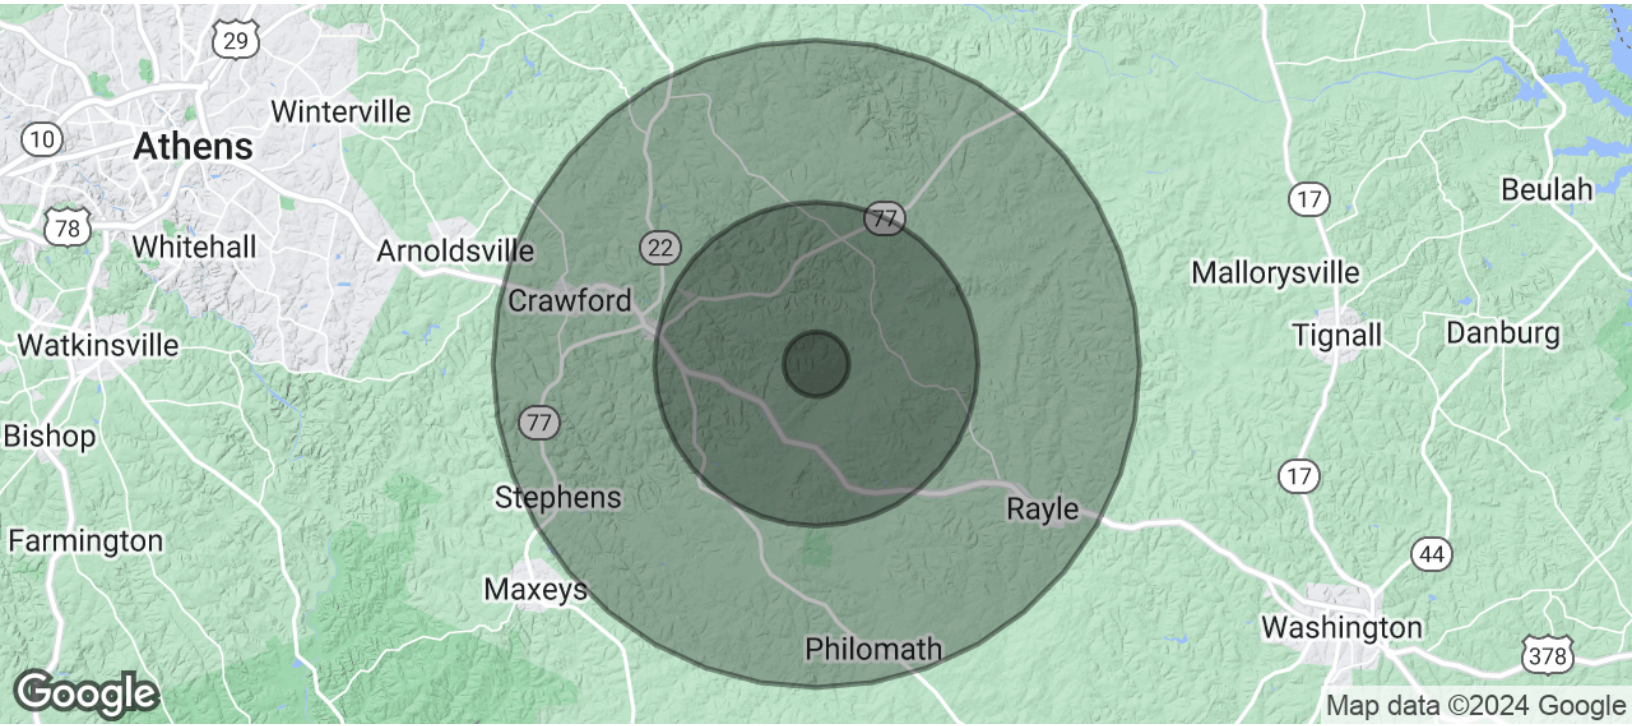 29
Winterville
10
Athens
Beulah
17
77
78
Whitehall
Arnoldsville
22
Mallorysville
Crawford
Tignall
Danburg
Watkinsville
77
Bishop
17
Stephens
Rayle
Farmington
44
Maxeys
Washington
Philomath
378
Google
Map data ©2024 Google